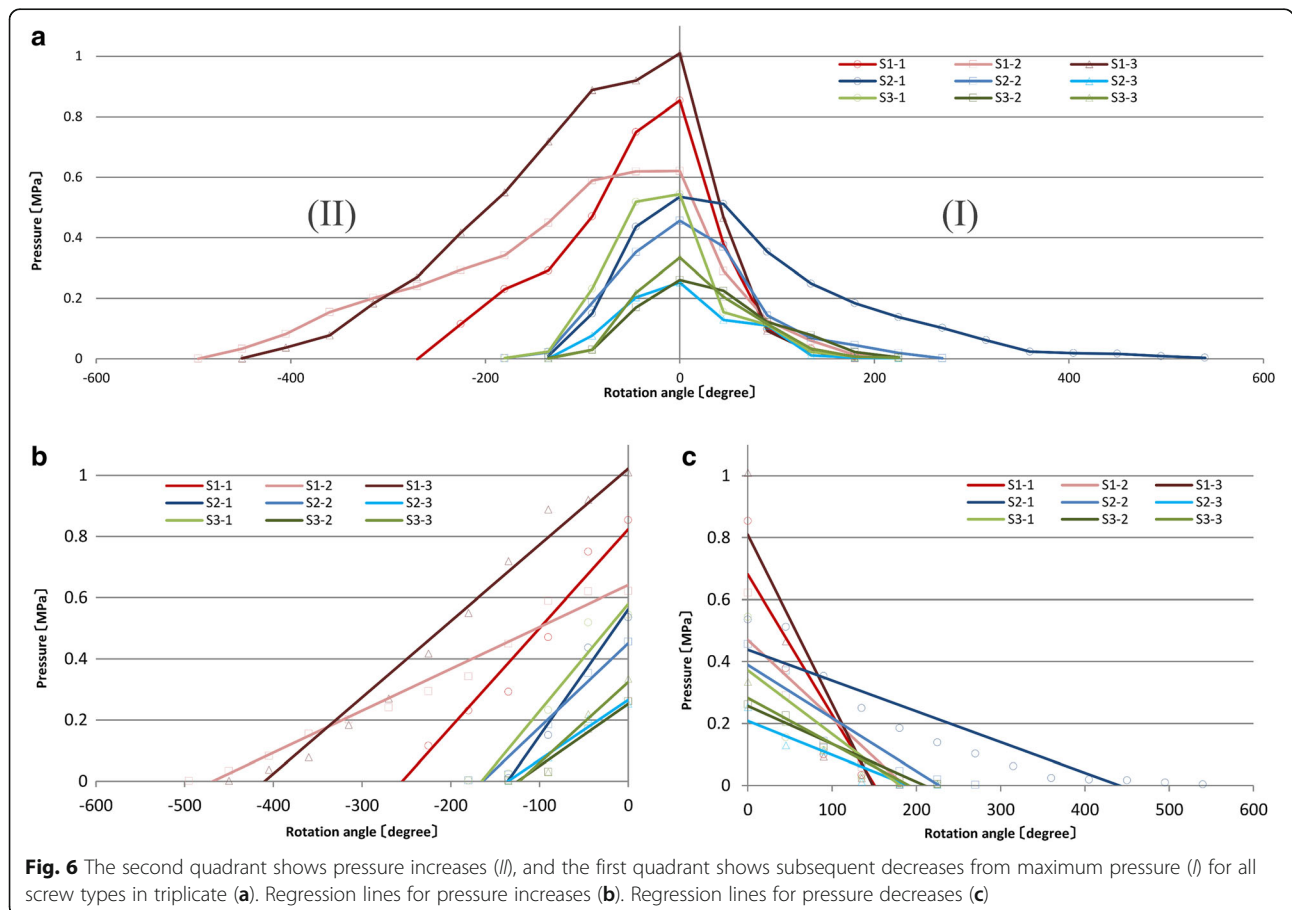 a
Pressure [MPa]
1
0.8
0.6
0.4
0.2
0
S1-1 S1-2 S1-3
S2-1 S2-2 S2-3
S3-1 S3-2 S3-3
(II) (I)
-600 -400 -200 0 200 400 600
Rotation angle [degree]
b
Pressure [MPa]
1
0.8
0.6
0.4
0.2
0
S1-1 S1-2 S1-3
S2-1 S2-2 S2-3
S3-1 S3-2 S3-3
-600 -500 -400 -300 -200 -100 0
Rotation angle [degree]
c
Pressure [MPa]
1
0.8
0.6
0.4
0.2
0
S1-1 S1-2 S1-3
S2-1 S2-2 S2-3
S3-1 S3-2 S3-3
0 100 200 300 400 500 600
Rotation angle [degree]
Fig. 6 The second quadrant shows pressure increases (II), and the first quadrant shows subsequent decreases from maximum pressure (I) for all
screw types in triplicate (a). Regression lines for pressure increases (b). Regression lines for pressure decreases (c)